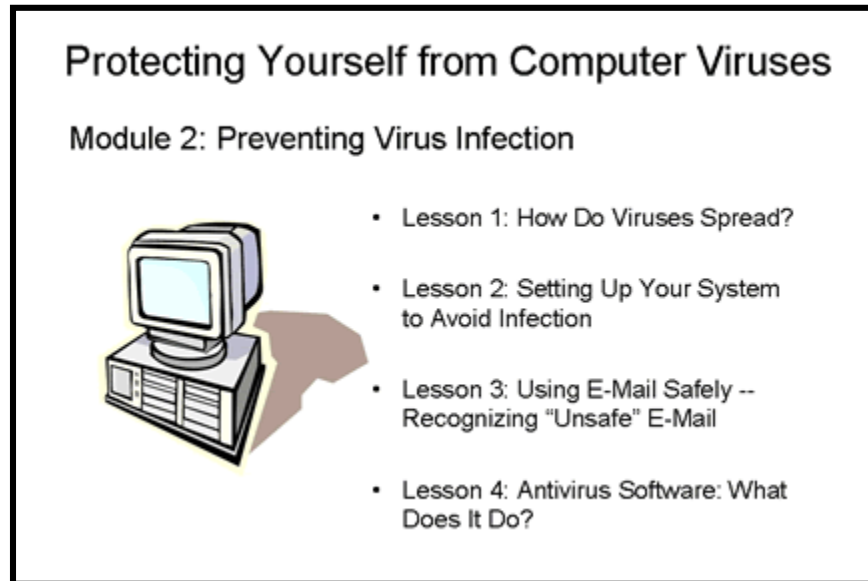 Protecting Yourself from Computer Viruses
Module 2: Preventing Virus Infection
• Lesson 1: How Do Viruses Spread?
• Lesson 2: Setting Up Your System
to Avoid Infection
• Lesson 3: Using E-Mail Safely --
Recognizing “Unsafe” E-Mail
• Lesson 4: Antivirus Software: What
Does It Do?